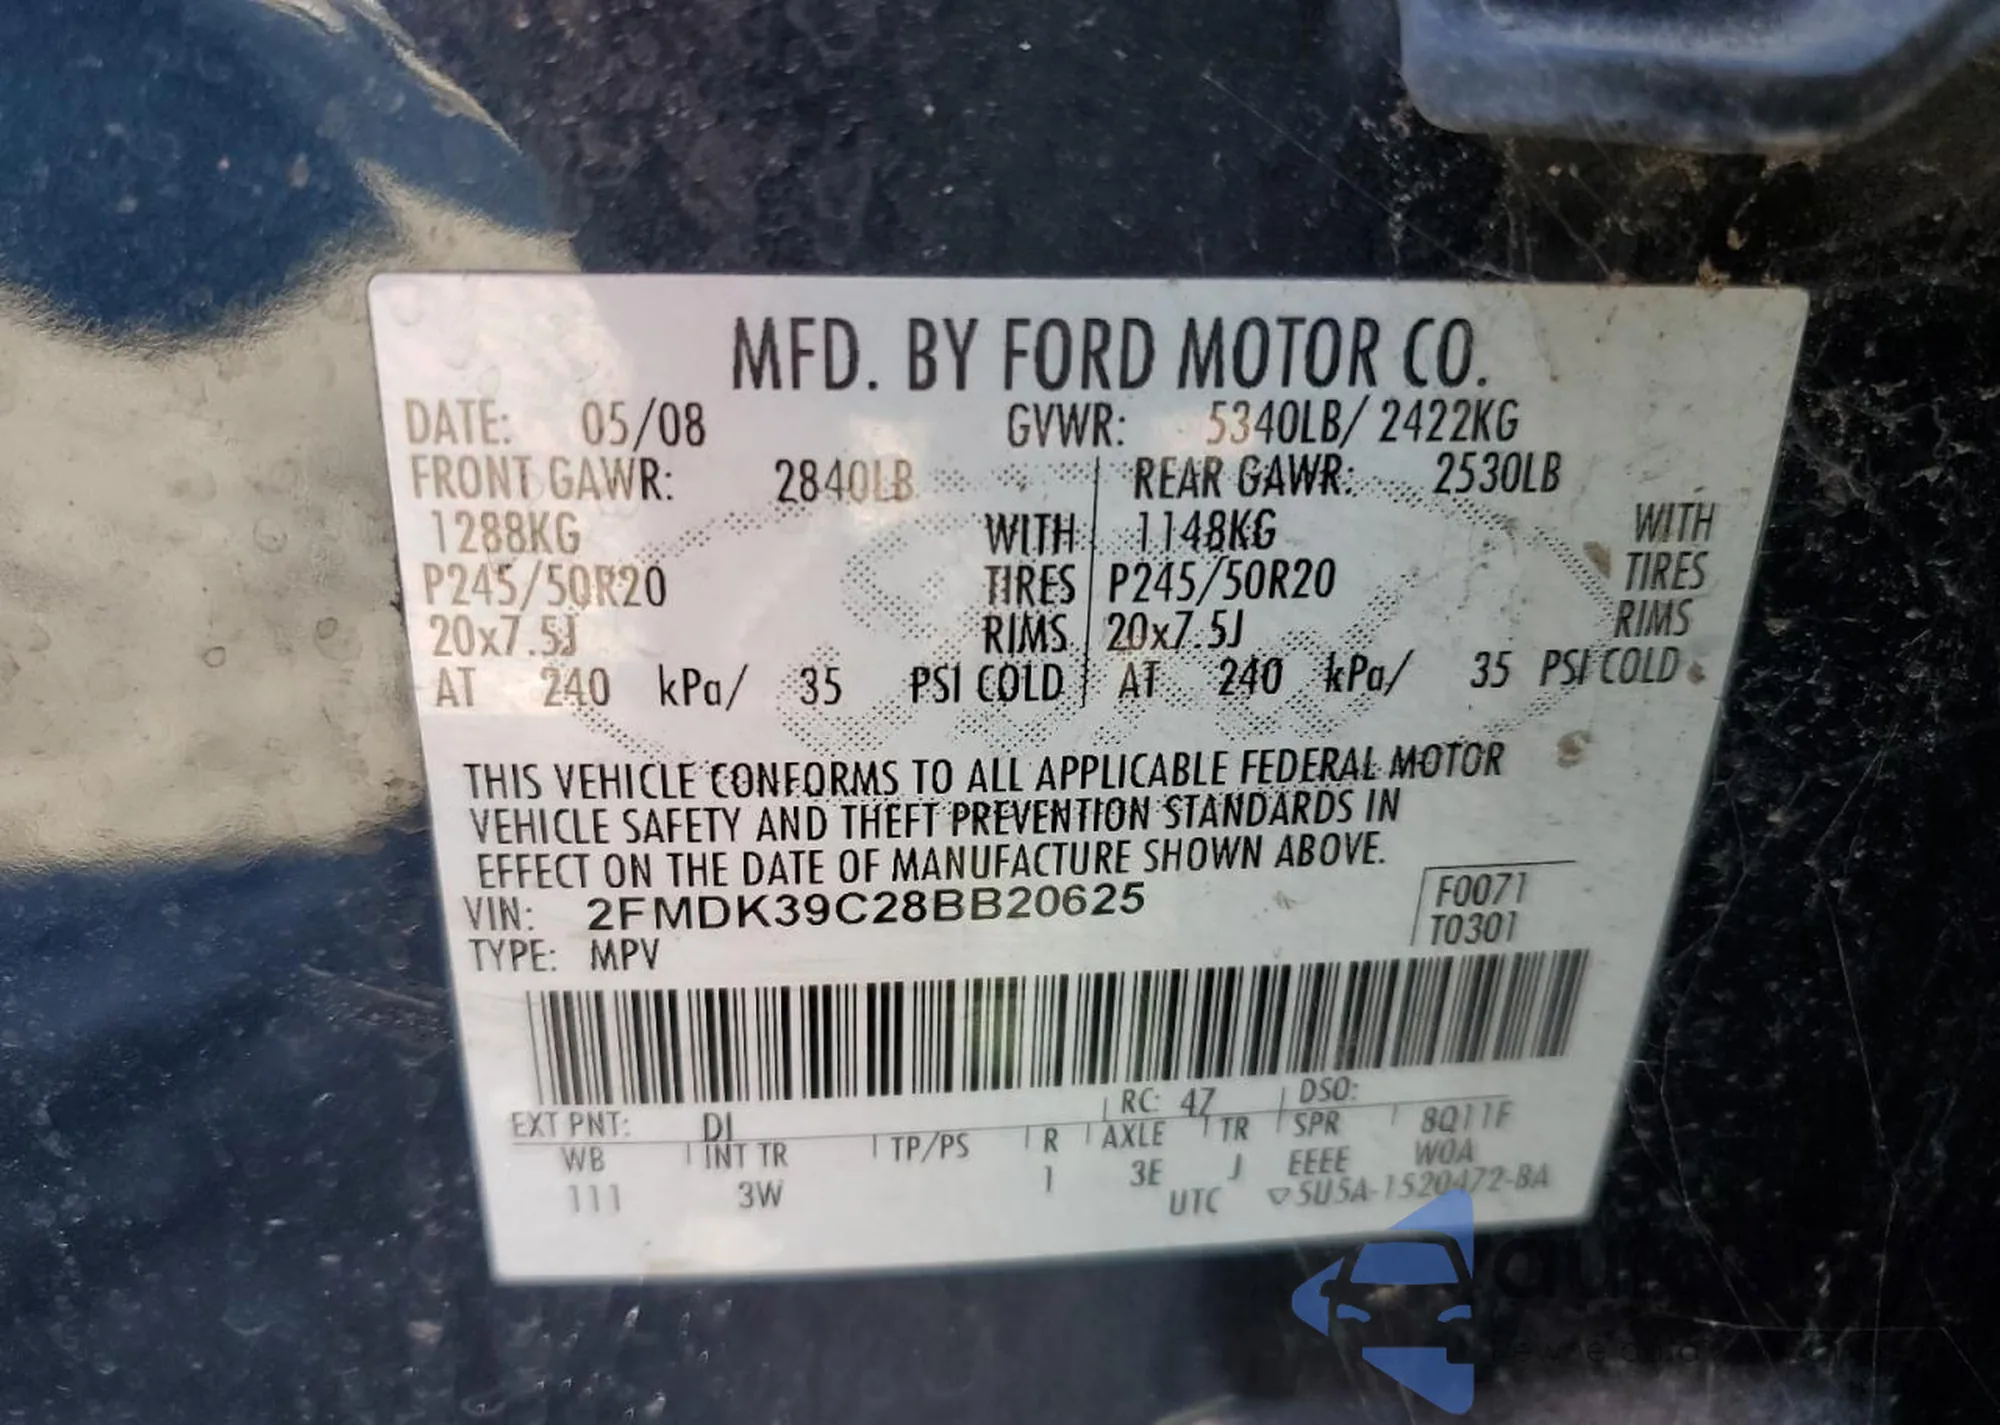 MFD. BY FORD MOTOR CO.
DATE: 05/08 GVWR: 5340LB/ 2422KG
FRONT GAWR: 2840LB REAR GAWR: 2530LB
1288KG WITH 1148KG WITH
P245/50R20 TIRES P245/50R20 TIRES
20x7.5J RIMS 20x7.5J RIMS
AT 240 kPa/ 35 PSI COLD AT 240 kPa/ 35 PSI COLD
THIS VEHICLE CONFORMS TO ALL APPLICABLE FEDERAL MOTOR
VEHICLE SAFETY AND THEFT PREVENTION STANDARDS IN
EFFECT ON THE DATE OF MANUFACTURE SHOWN ABOVE.
VIN: 2FMDK39C28BB20625 F0071
TYPE: MPV T0301
EXT PNT: DI RC: 47 DSO:
WB INT TR TP/PS R AXLE TR SPR 8Q11F
111 3W 1 3E J EEEE WOA
UTC 5U5A-1520472-BA